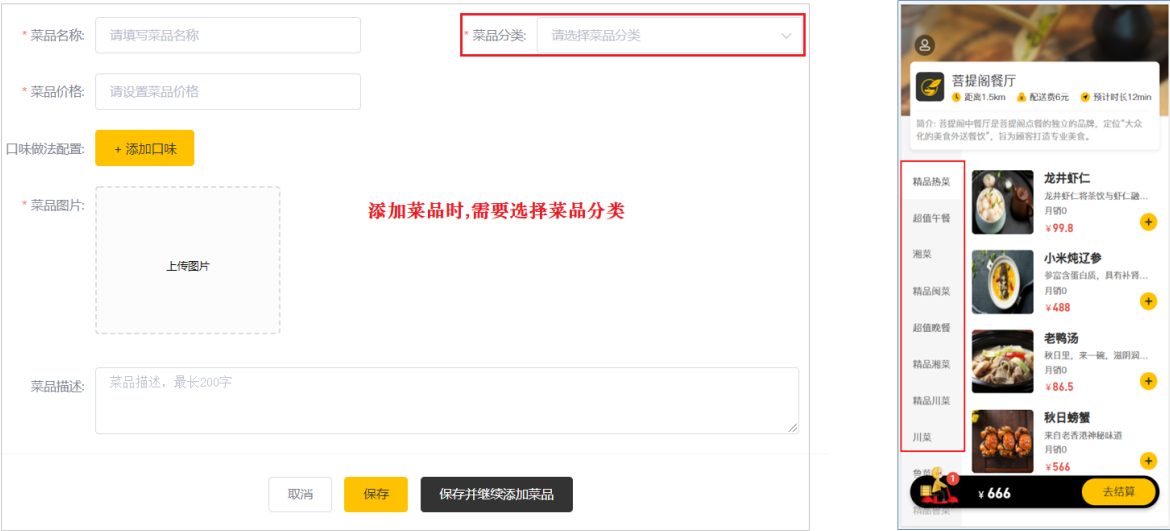 * 菜品名称:
请填写菜品名称
* 菜品分类:
请选择菜品分类
* 菜品价格:
请设置菜品价格
口味做法配置:
+ 添加口味
* 菜品图片:
上传图片
添加菜品时,需要选择菜品分类
菜品描述:
菜品描述，最长200字
取消
保存
保存并继续添加菜品
菩提阁餐厅
距离1.5km
配送费6元
预计时长12min
简介: 菩提阁中餐厅是菩提阁点餐的独立的品牌，定位“大众
化的美食外送餐饮”，旨为顾客打造专业美食。
精品热菜
超值午餐
湘菜
精品闽菜
超值晚餐
精品湘菜
精品川菜
川菜
龙井虾仁
龙井虾仁将茶饮与虾仁融...
月销0
¥99.8
+
小米炖辽参
参富含蛋白质，具有补肾...
月销0
¥488
+
老鸭汤
秋日里，来一碗，滋阴润...
月销0
¥86.5
+
秋日螃蟹
来自老香港神秘味道
月销0
¥566
+
1
¥ 666
去结算